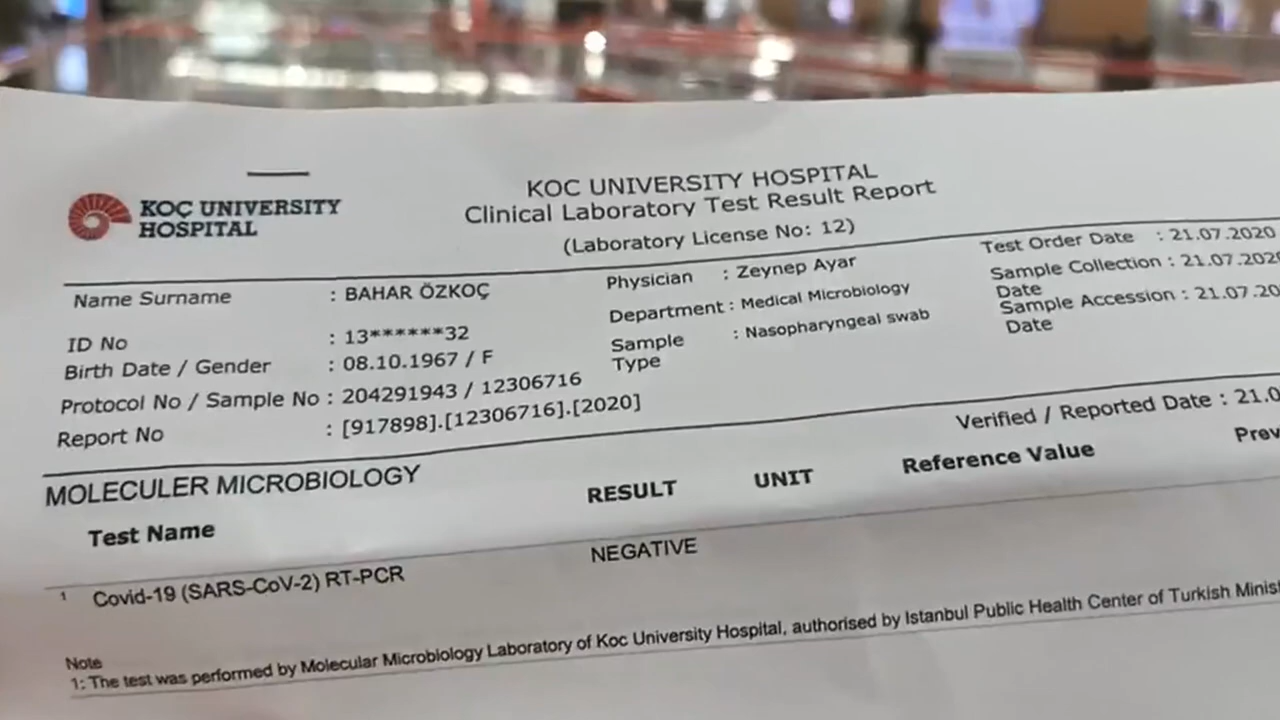 KOÇ UNIVERSITY
HOSPITAL
KOC UNIVERSITY HOSPITAL
Clinical Laboratory Test Result Report
(Laboratory License No: 12)
Name Surname : BAHAR ÖZKOÇ
ID No : 13******32
Birth Date / Gender : 08.10.1967 / F
Protocol No / Sample No : 204291943 / 12306716
Report No : [917898].[12306716].[2020]
Physician : Zeynep Ayar
Department : Medical Microbiology
Sample : Nasopharyngeal swab
Type
Test Order Date : 21.07.2020
Sample Collection : 21.07.2020
Date
Sample Accession : 21.07.20
Date
Verified / Reported Date : 21.0
MOLECULER MICROBIOLOGY
Test Name RESULT UNIT Reference Value Prev
1 Covid-19 (SARS-CoV-2) RT-PCR NEGATIVE
Note
1: The test was performed by Molecular Microbiology Laboratory of Koc University Hospital, authorised by Istanbul Public Health Center of Turkish Minist